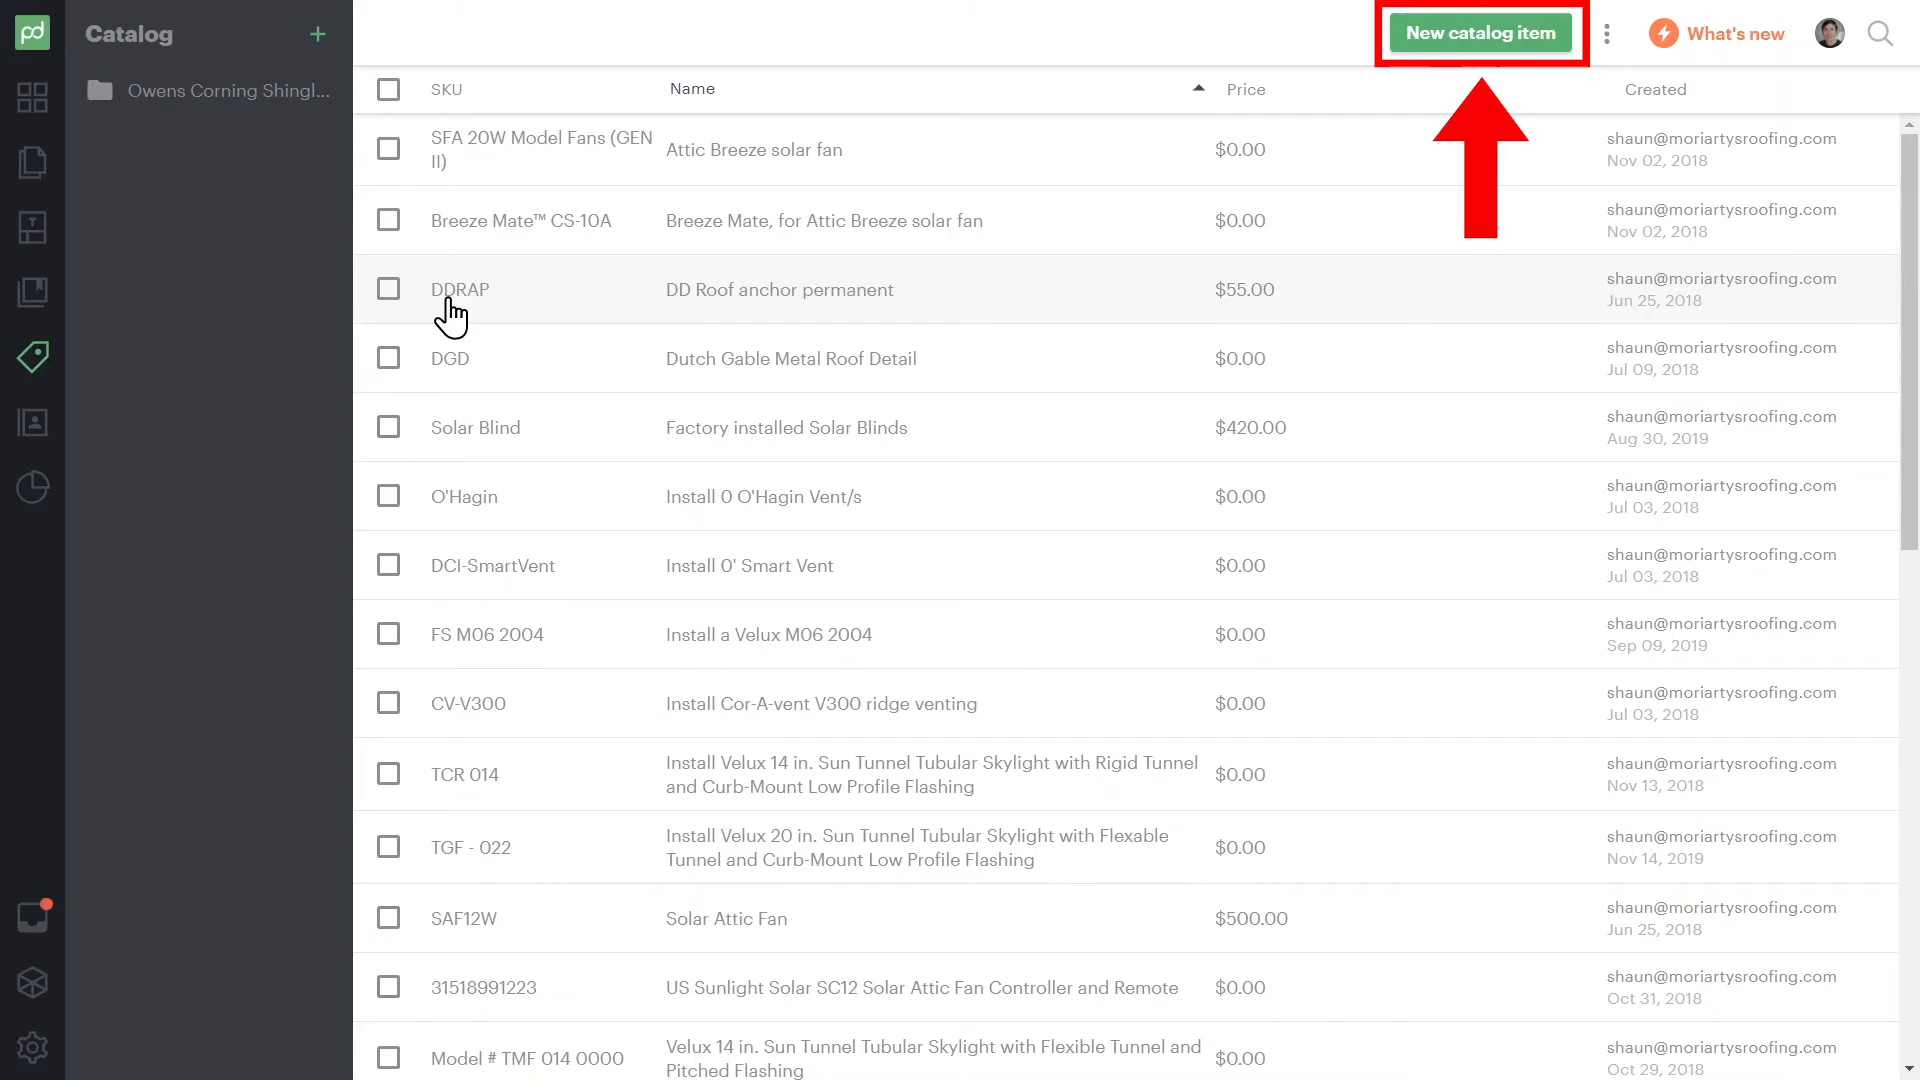 pd
Catalog +
New catalog item
What's new
Owens Corning Shingl...
SKU Name Price Created
SFA 20W Model Fans (GEN
II)
Attic Breeze solar fan $0.00
shaun@moriartysroofing.com
Nov 02, 2018
Breeze Mate™ CS-10A Breeze Mate, for Attic Breeze solar fan $0.00
shaun@moriartysroofing.com
Nov 02, 2018
DDRAP DD Roof anchor permanent $55.00
shaun@moriartysroofing.com
Jun 25, 2018
DGD Dutch Gable Metal Roof Detail $0.00
shaun@moriartysroofing.com
Jul 09, 2018
Solar Blind Factory installed Solar Blinds $420.00
shaun@moriartysroofing.com
Aug 30, 2019
O'Hagin Install 0 O'Hagin Vent/s $0.00
shaun@moriartysroofing.com
Jul 03, 2018
DCI-SmartVent Install 0' Smart Vent $0.00
shaun@moriartysroofing.com
Jul 03, 2018
FS M06 2004 Install a Velux M06 2004 $0.00
shaun@moriartysroofing.com
Sep 09, 2019
CV-V300 Install Cor-A-vent V300 ridge venting $0.00
shaun@moriartysroofing.com
Jul 03, 2018
TCR 014
Install Velux 14 in. Sun Tunnel Tubular Skylight with Rigid Tunnel
and Curb-Mount Low Profile Flashing
$0.00
shaun@moriartysroofing.com
Nov 13, 2018
TGF - 022
Install Velux 20 in. Sun Tunnel Tubular Skylight with Flexable
Tunnel and Curb-Mount Low Profile Flashing
$0.00
shaun@moriartysroofing.com
Nov 14, 2019
SAF12W Solar Attic Fan $500.00
shaun@moriartysroofing.com
Jun 25, 2018
31518991223 US Sunlight Solar SC12 Solar Attic Fan Controller and Remote $0.00
shaun@moriartysroofing.com
Oct 31, 2018
Model # TMF 014 0000
Velux 14 in. Sun Tunnel Tubular Skylight with Flexible Tunnel and
Pitched Flashing
$0.00
shaun@moriartysroofing.com
Oct 29, 2018